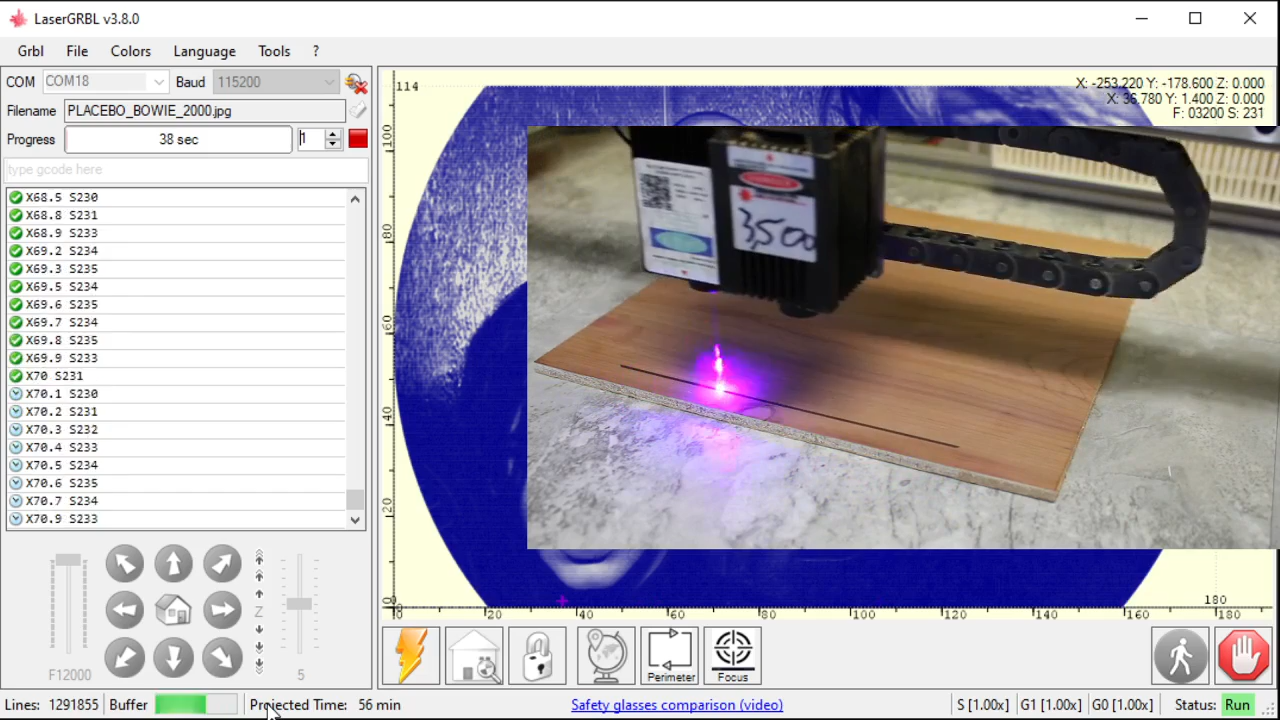 LaserGRBL v3.8.0
Grbl File Colors Language Tools ?
COM COM18 Baud 115200
Filename PLACEBO_BOWIE_2000.jpg
Progress 38 sec 1
type gcode here
X68.5 S230
X68.8 S231
X68.9 S233
X69.2 S234
X69.3 S235
X69.5 S234
X69.6 S235
X69.7 S234
X69.8 S235
X69.9 S233
X70 S231
X70.1 S230
X70.2 S231
X70.3 S232
X70.4 S233
X70.5 S234
X70.6 S235
X70.7 S234
X70.9 S233
Z
F12000 5
114
X: -253.220 Y: -178.600 Z: 0.000
X: 36.780 Y: 1.400 Z: 0.000
F: 03200 S: 231
100
80
60
40
20
0
3,500
180
0 20 40 60 80 100 120 140 160 180
Perimeter Focus
Lines: 1291855 Buffer Projected Time: 56 min Safety glasses comparison (video) S [1.00x] G1 [1.00x] G0 [1.00x] Status: Run